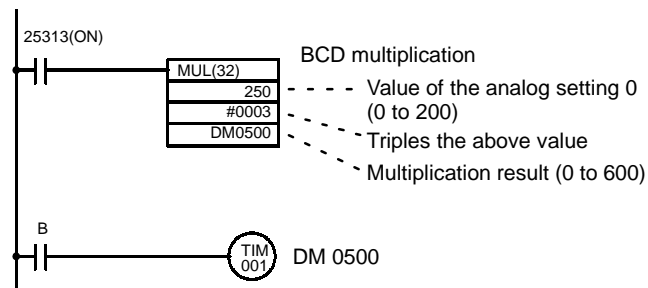 25313(ON)
BCD multiplication
MUL(32)
250
Value of the analog setting 0
(0 to 200)
#0003
Triples the above value
DM0500
Multiplication result (0 to 600)
B
TIM
001
DM 0500